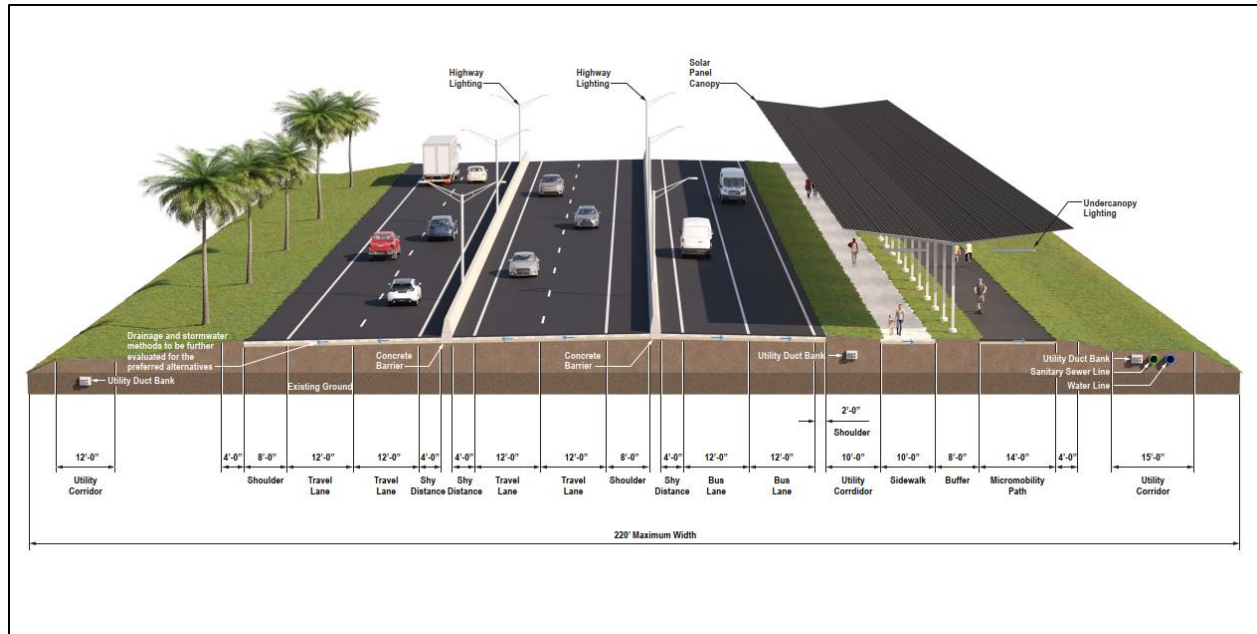 Highway
Lighting
Highway
Lighting
Solar
Panel
Canopy
Undercanopy
Lighting
Drainage and stormwater
methods to be further
evaluated for the
preferred alternatives
Concrete
Barrier
Concrete
Barrier
Utility Duct Bank
Utility Duct Bank
Sanitary Sewer Line
Water Line
Utility Duct Bank
Existing Ground
2'-0"
Shoulder
12'-0"
Utility
Corridor
4'-0"
8'-0"
Shoulder
12'-0"
Travel
Lane
12'-0"
Travel
Lane
4'-0"
Shy
Distance
4'-0"
Shy
Distance
12'-0"
Travel
Lane
12'-0"
Travel
Lane
8'-0"
Shoulder
4'-0"
Shy
Distance
12'-0"
Bus
Lane
12'-0"
Bus
Lane
10'-0"
Utility
Corrdidor
10'-0"
Sidewalk
8'-0"
Buffer
14'-0"
Micromobility
Path
4'-0"
15'-0"
Utility
Corridor
220' Maximum Width